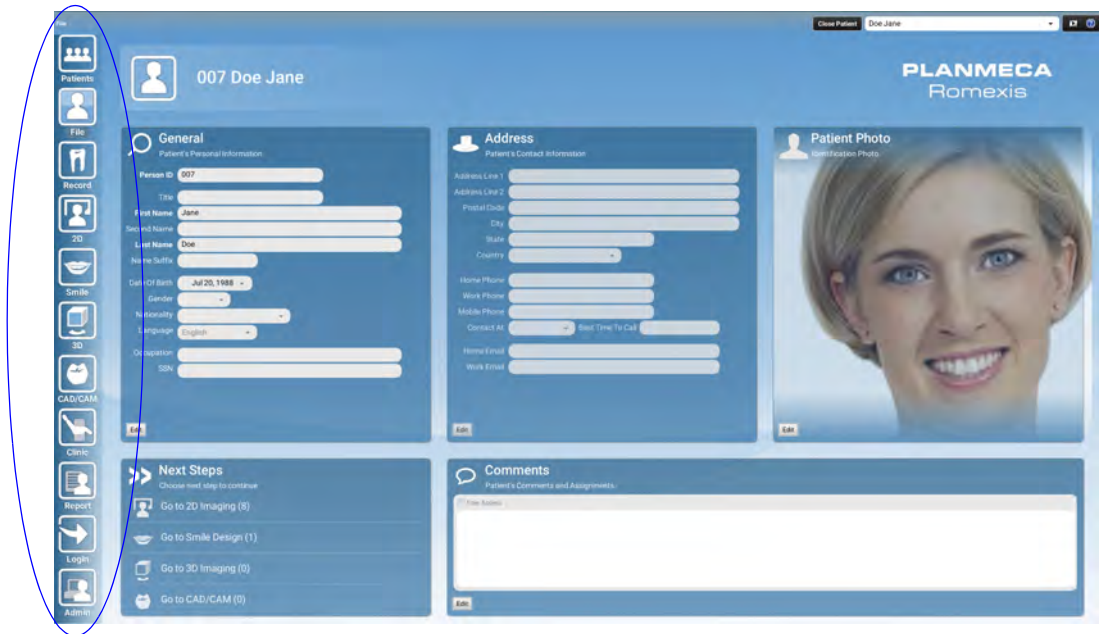 File
Close Patient
Doe Jane
Patients
File
Record
2D
Smile
3D
CAD/CAM
Clinic
Report
Login
Admin
007 Doe Jane
PLANMECA
Romexis
General
Patient's Personal Information
Person ID 007
Title
First Name Jane
Second Name
Last Name Doe
Name Suffix
Date Of Birth Jul 20, 1988
Gender
Nationality
Language English
Occupation
SSN
Edit
Address
Patient's Contact Information
Address Line 1
Address Line 2
Postal Code
City
State
Country
Home Phone
Work Phone
Mobile Phone
Contact At Best Time To Call
Home Email
Work Email
Edit
Patient Photo
Identification Photo
Edit
Next Steps
Choose next step to continue
Go to 2D Imaging (8)
Go to Smile Design (1)
Go to 3D Imaging (0)
Go to CAD/CAM (0)
Comments
Patient's Comments and Assignments
Edit